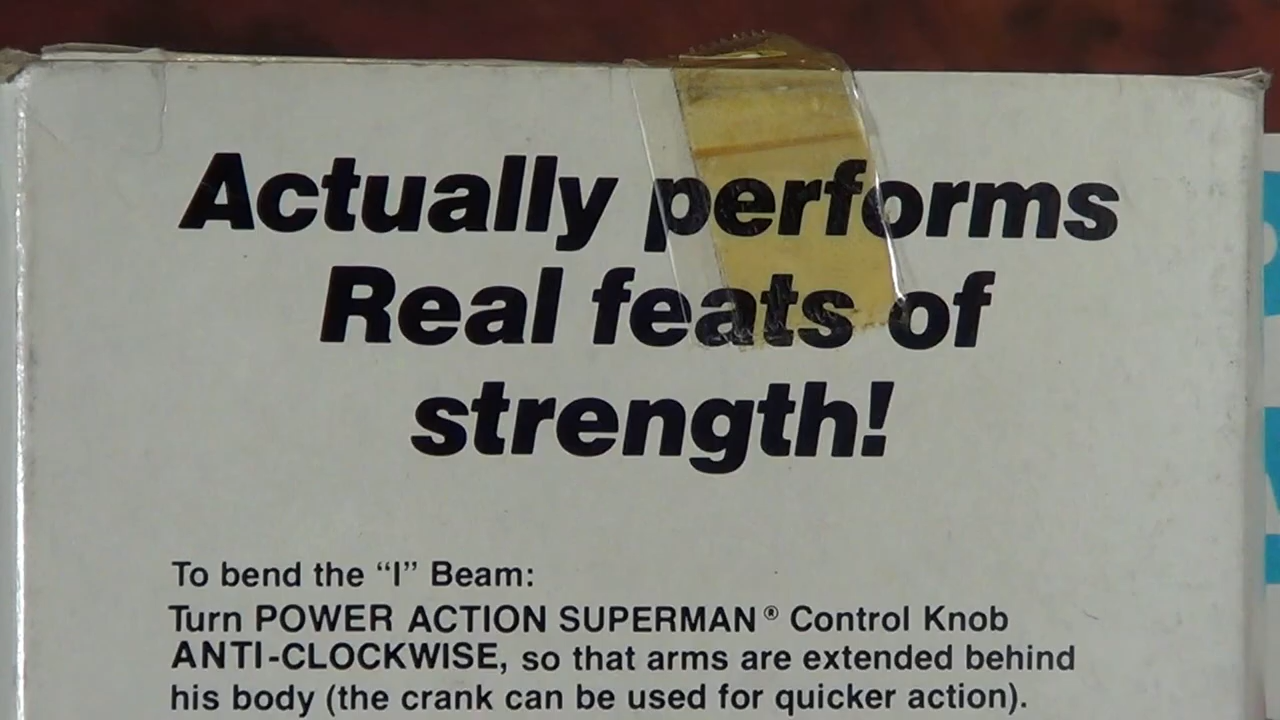 Actually performs
Real feats of
strength!
To bend the “I” Beam:
Turn POWER ACTION SUPERMAN® Control Knob
ANTI-CLOCKWISE, so that arms are extended behind
his body (the crank can be used for quicker action).